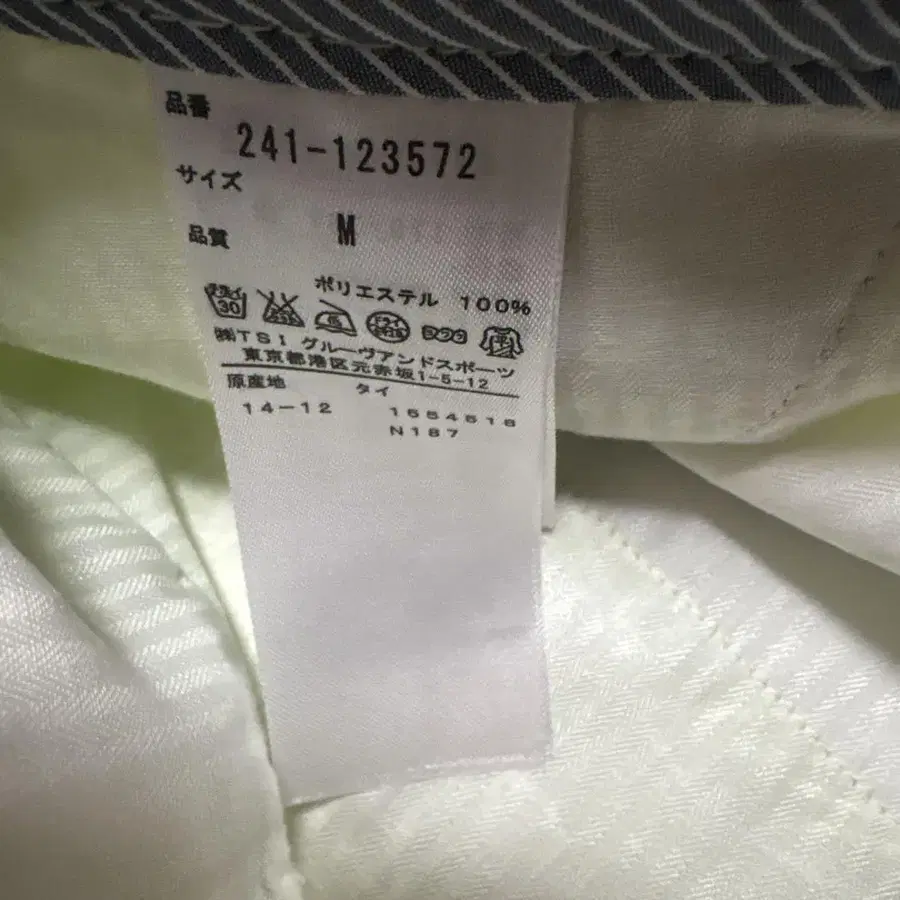 品番
241-123572
サイズ
M
品質
ポリエステル 100%
30
㈱TSI グルーヴアンドスポーツ
東京都港区元赤坂1-5-12
原産地 タイ
14-12 1554516
N187